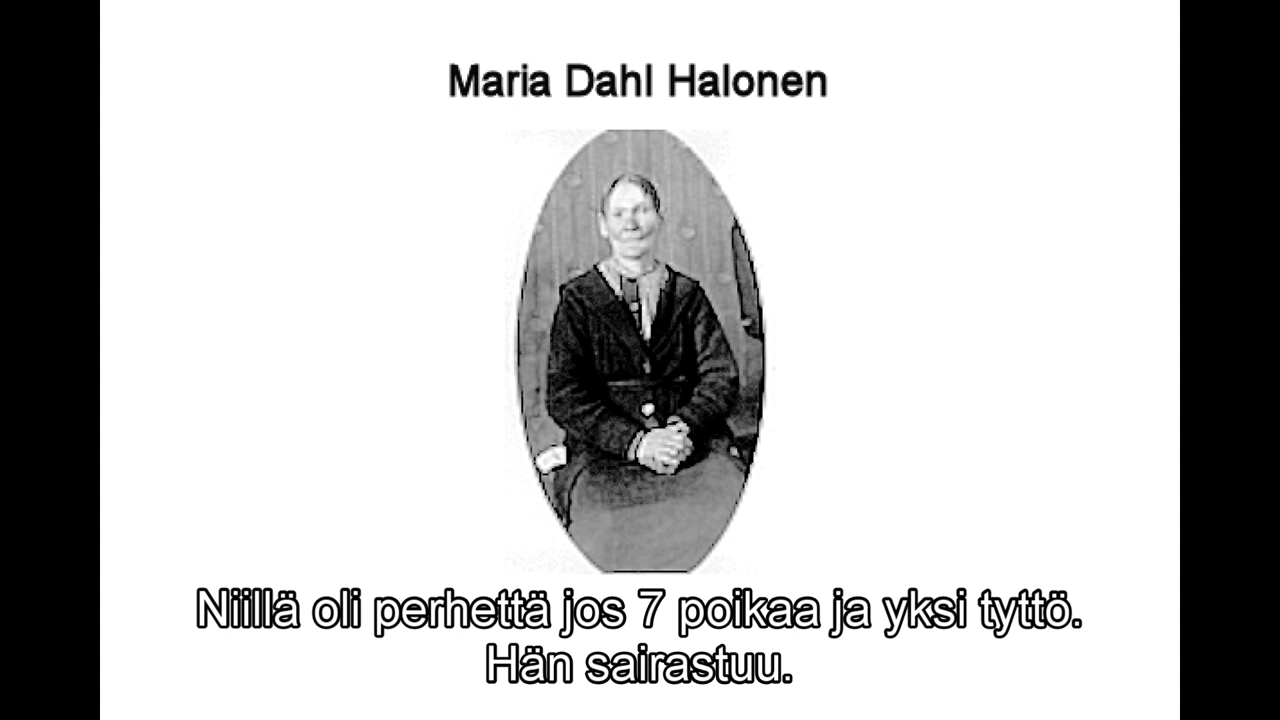 Maria Dahl Halonen
Niillä oli perhettä jos 7 poikaa ja yksi tyttö.
Hän sairastuu.